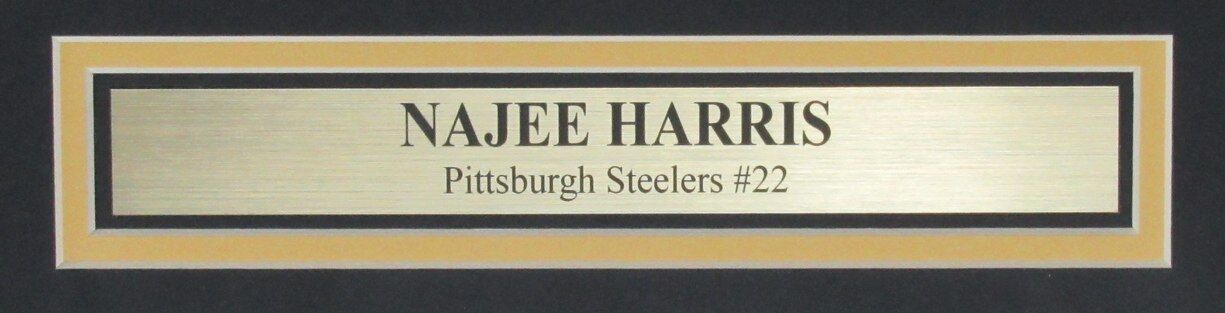 NAJEE HARRIS
Pittsburgh Steelers #22